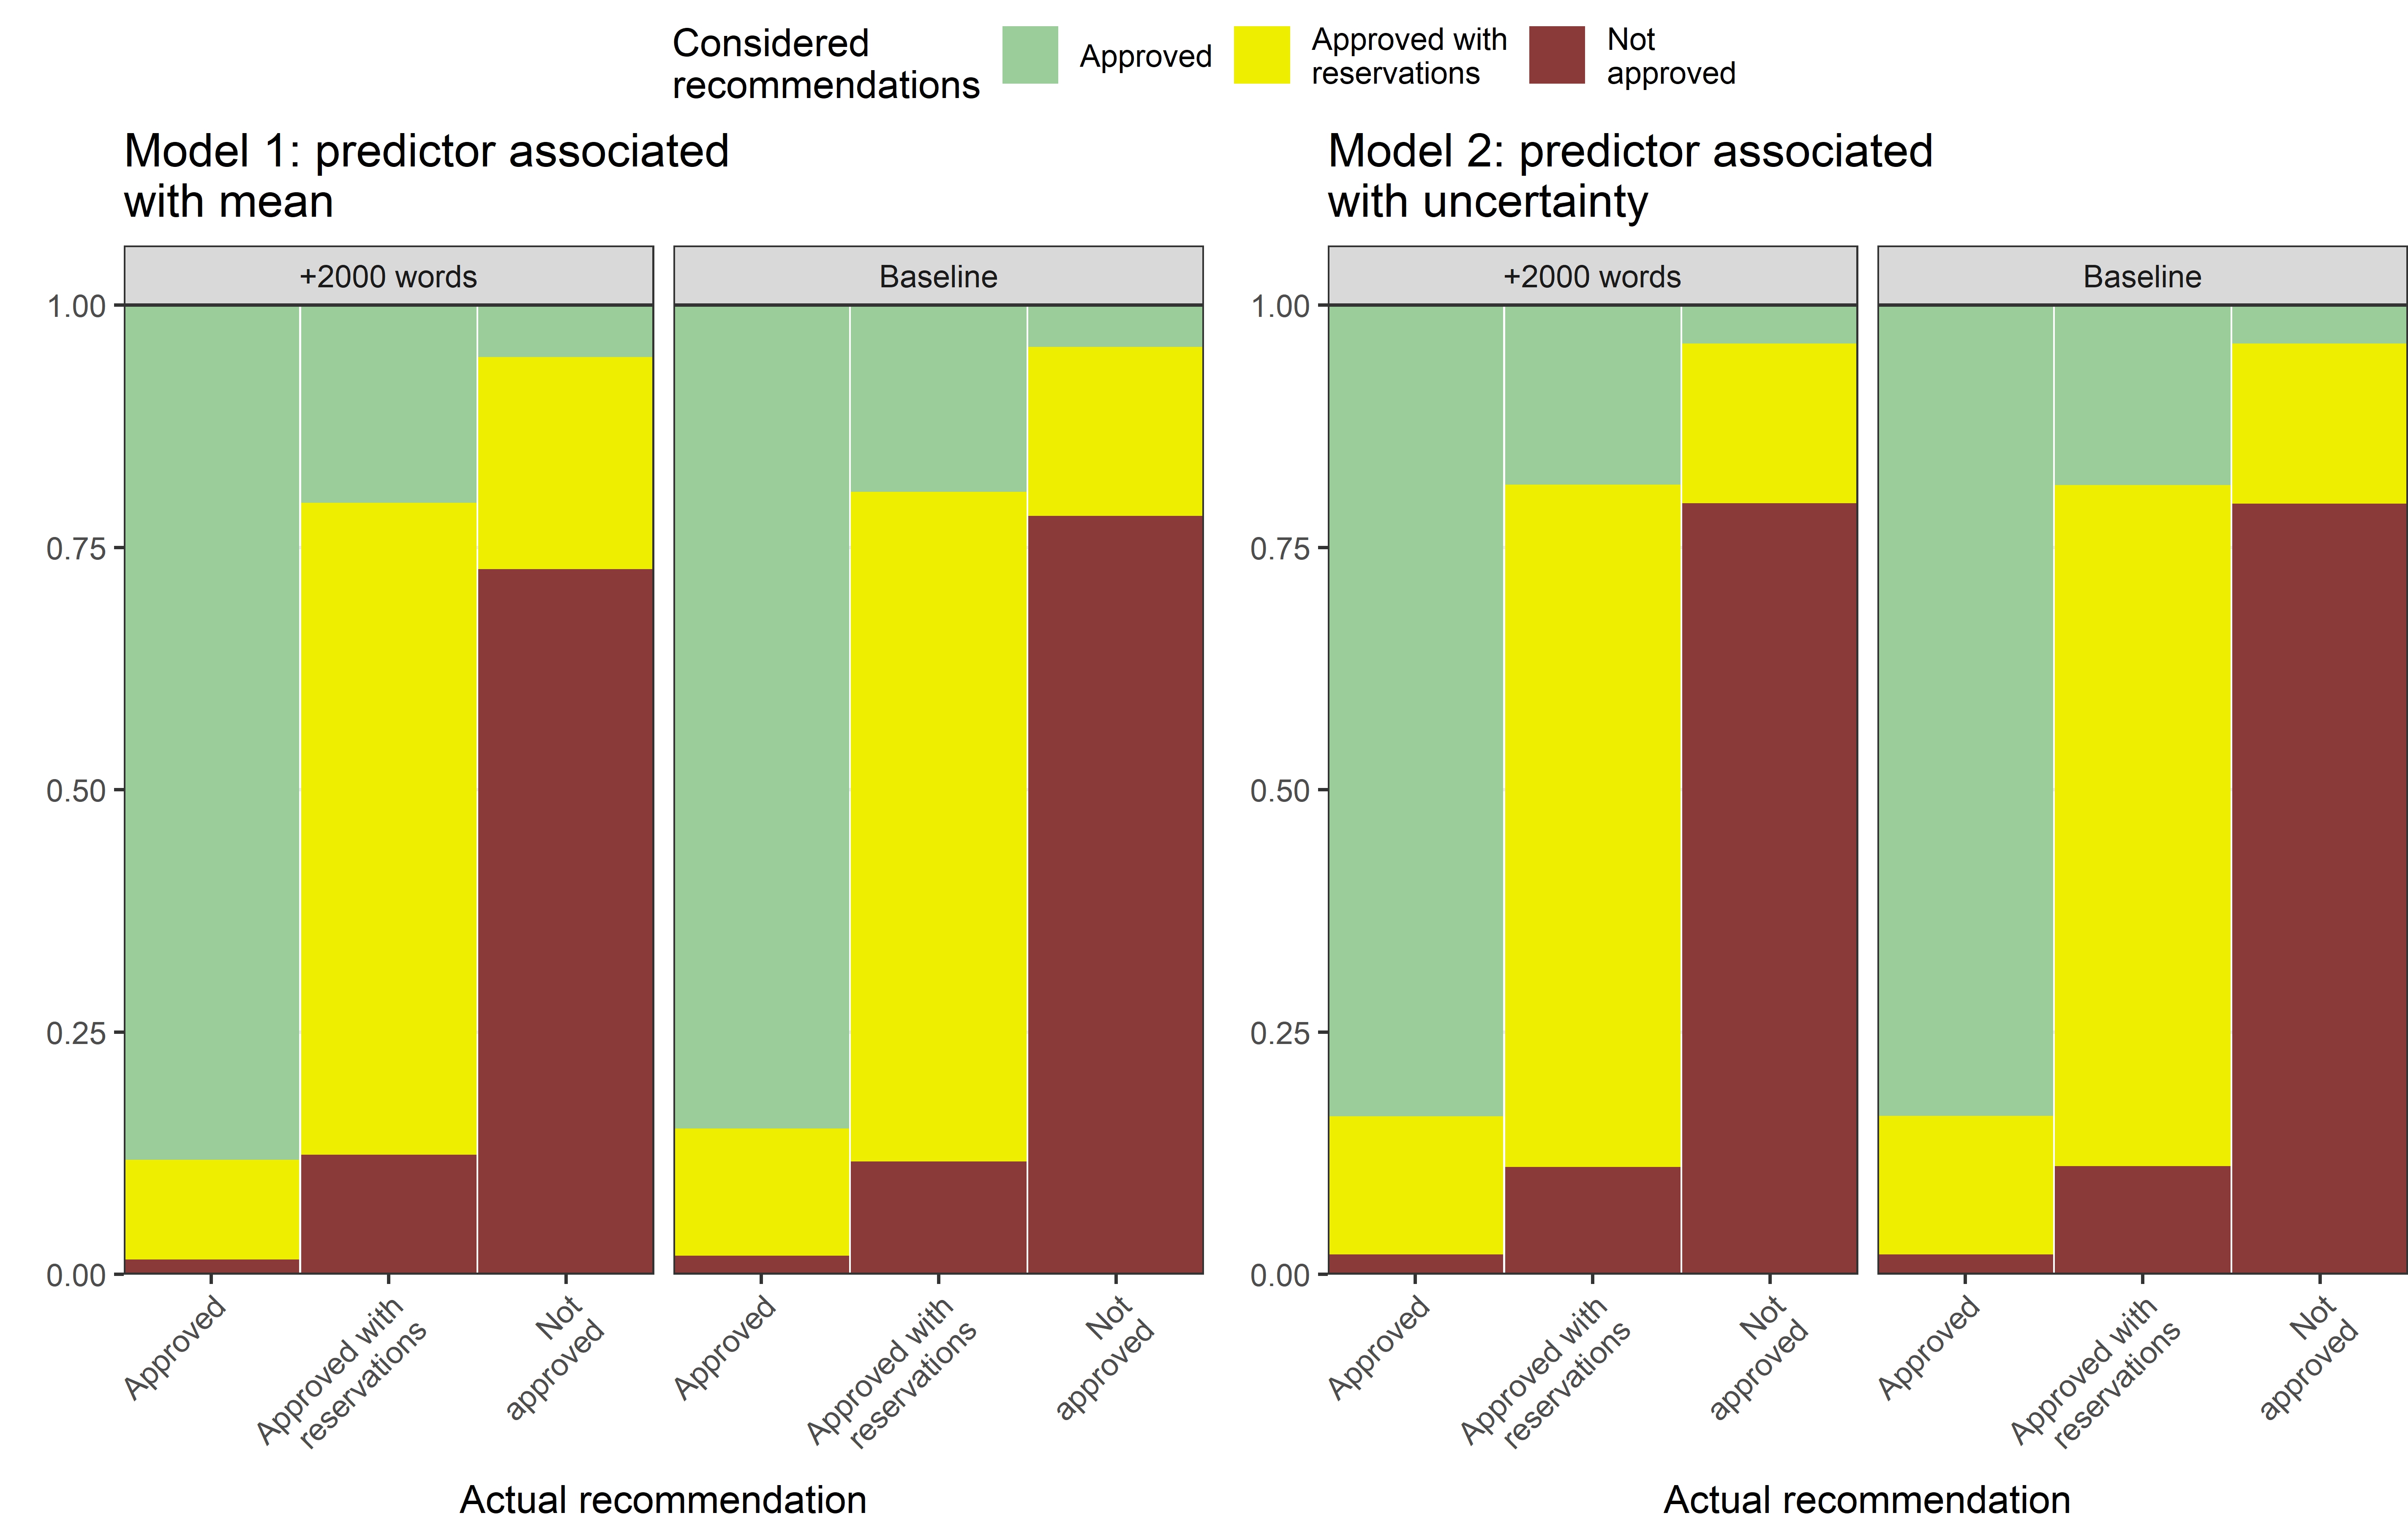 Considered
recommendations
Approved
Approved with
reservations
Not
approved
Model 1: predictor associated
with mean
Model 2: predictor associated
with uncertainty
+2000 words
Baseline
+2000 words
Baseline
1.00
0.75
0.50
0.25
0.00
1.00
0.75
0.50
0.25
0.00
Approved
Approved with
reservations
Not
approved
Approved
Approved with
reservations
Not
approved
Approved
Approved with
reservations
Not
approved
Approved
Approved with
reservations
Not
approved
Actual recommendation
Actual recommendation